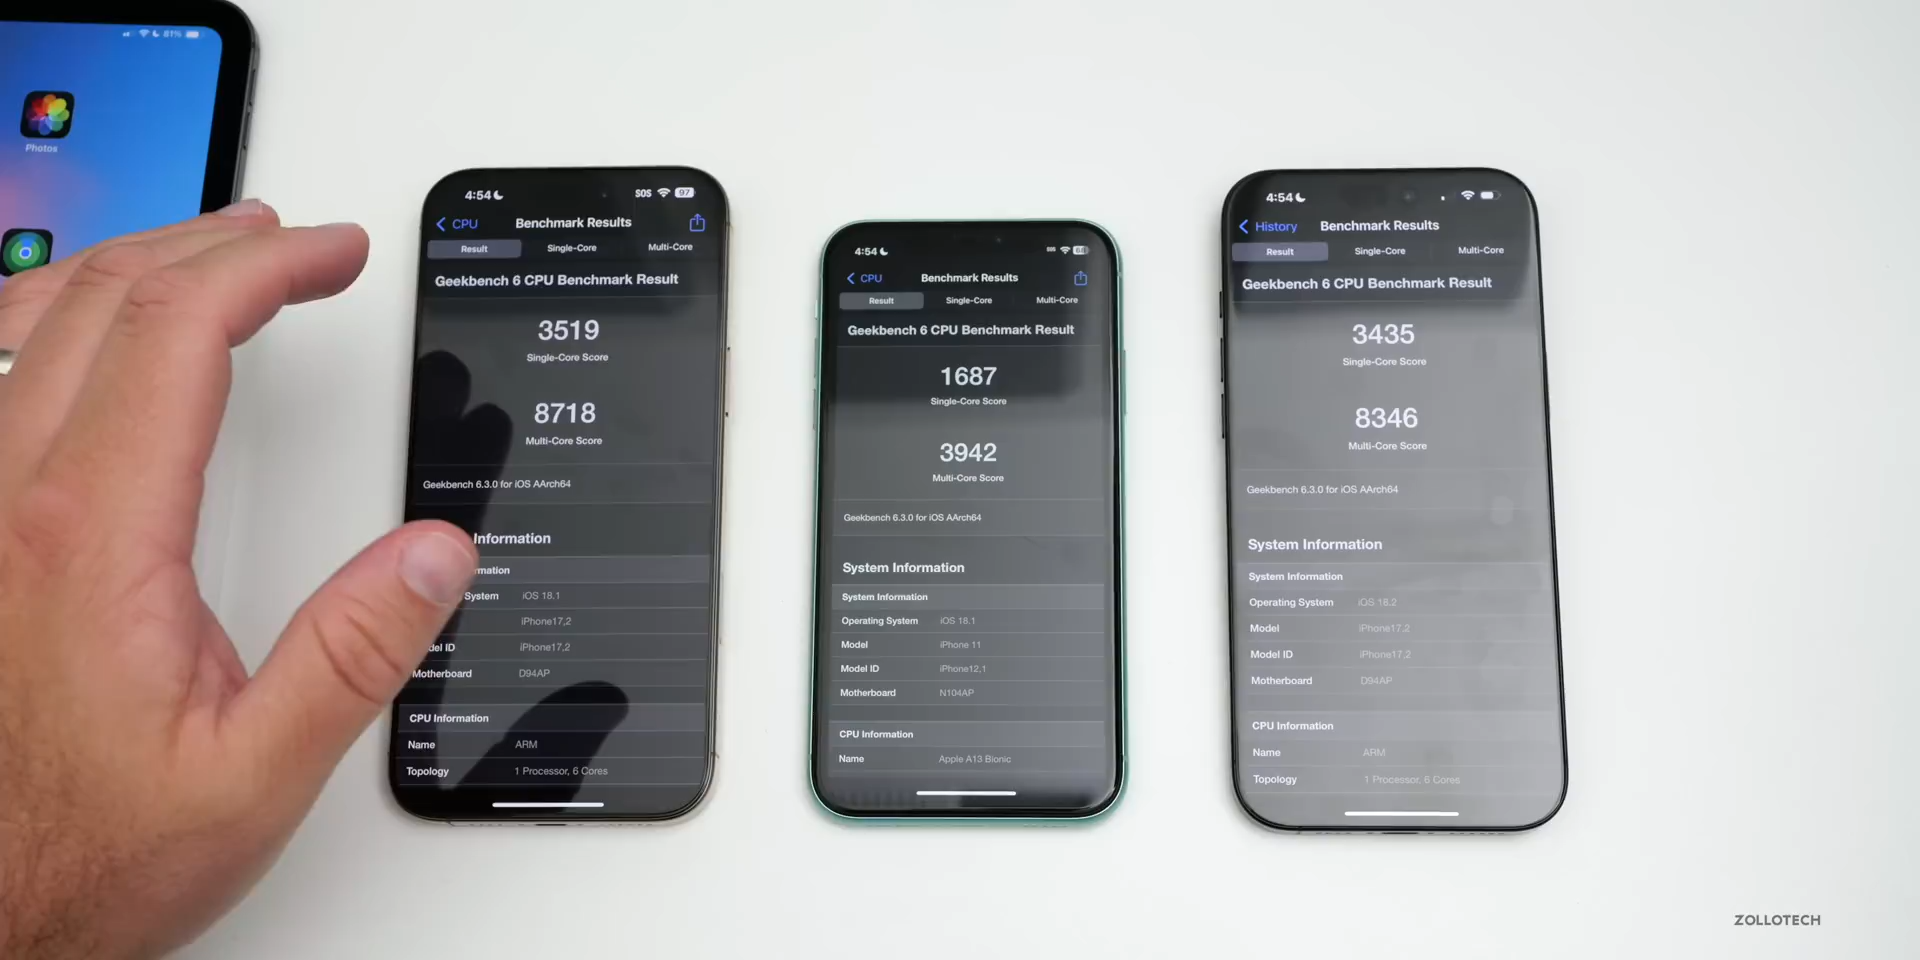 81%
Photos
4:54
SOS 97
CPU Benchmark Results
Result Single-Core Multi-Core
Geekbench 6 CPU Benchmark Result
3519
Single-Core Score
8718
Multi-Core Score
Geekbench 6.3.0 for iOS AArch64
Information
rmation
System iOS 18.1
iPhone17,2
del ID iPhone17,2
Motherboard D94AP
CPU Information
Name ARM
Topology 1 Processor, 6 Cores
4:54
CPU Benchmark Results
Result Single-Core Multi-Core
Geekbench 6 CPU Benchmark Result
1687
Single-Core Score
3942
Multi-Core Score
Geekbench 6.3.0 for iOS AArch64
System Information
System Information
Operating System iOS 18.1
Model iPhone 11
Model ID iPhone12,1
Motherboard N104AP
CPU Information
Name Apple A13 Bionic
4:54
History Benchmark Results
Result Single-Core Multi-Core
Geekbench 6 CPU Benchmark Result
3435
Single-Core Score
8346
Multi-Core Score
Geekbench 6.3.0 for iOS AArch64
System Information
System Information
Operating System iOS 18.2
Model iPhone17,2
Model ID iPhone17,2
Motherboard D94AP
CPU Information
Name ARM
Topology 1 Processor, 6 Cores
ZOLLOTECH